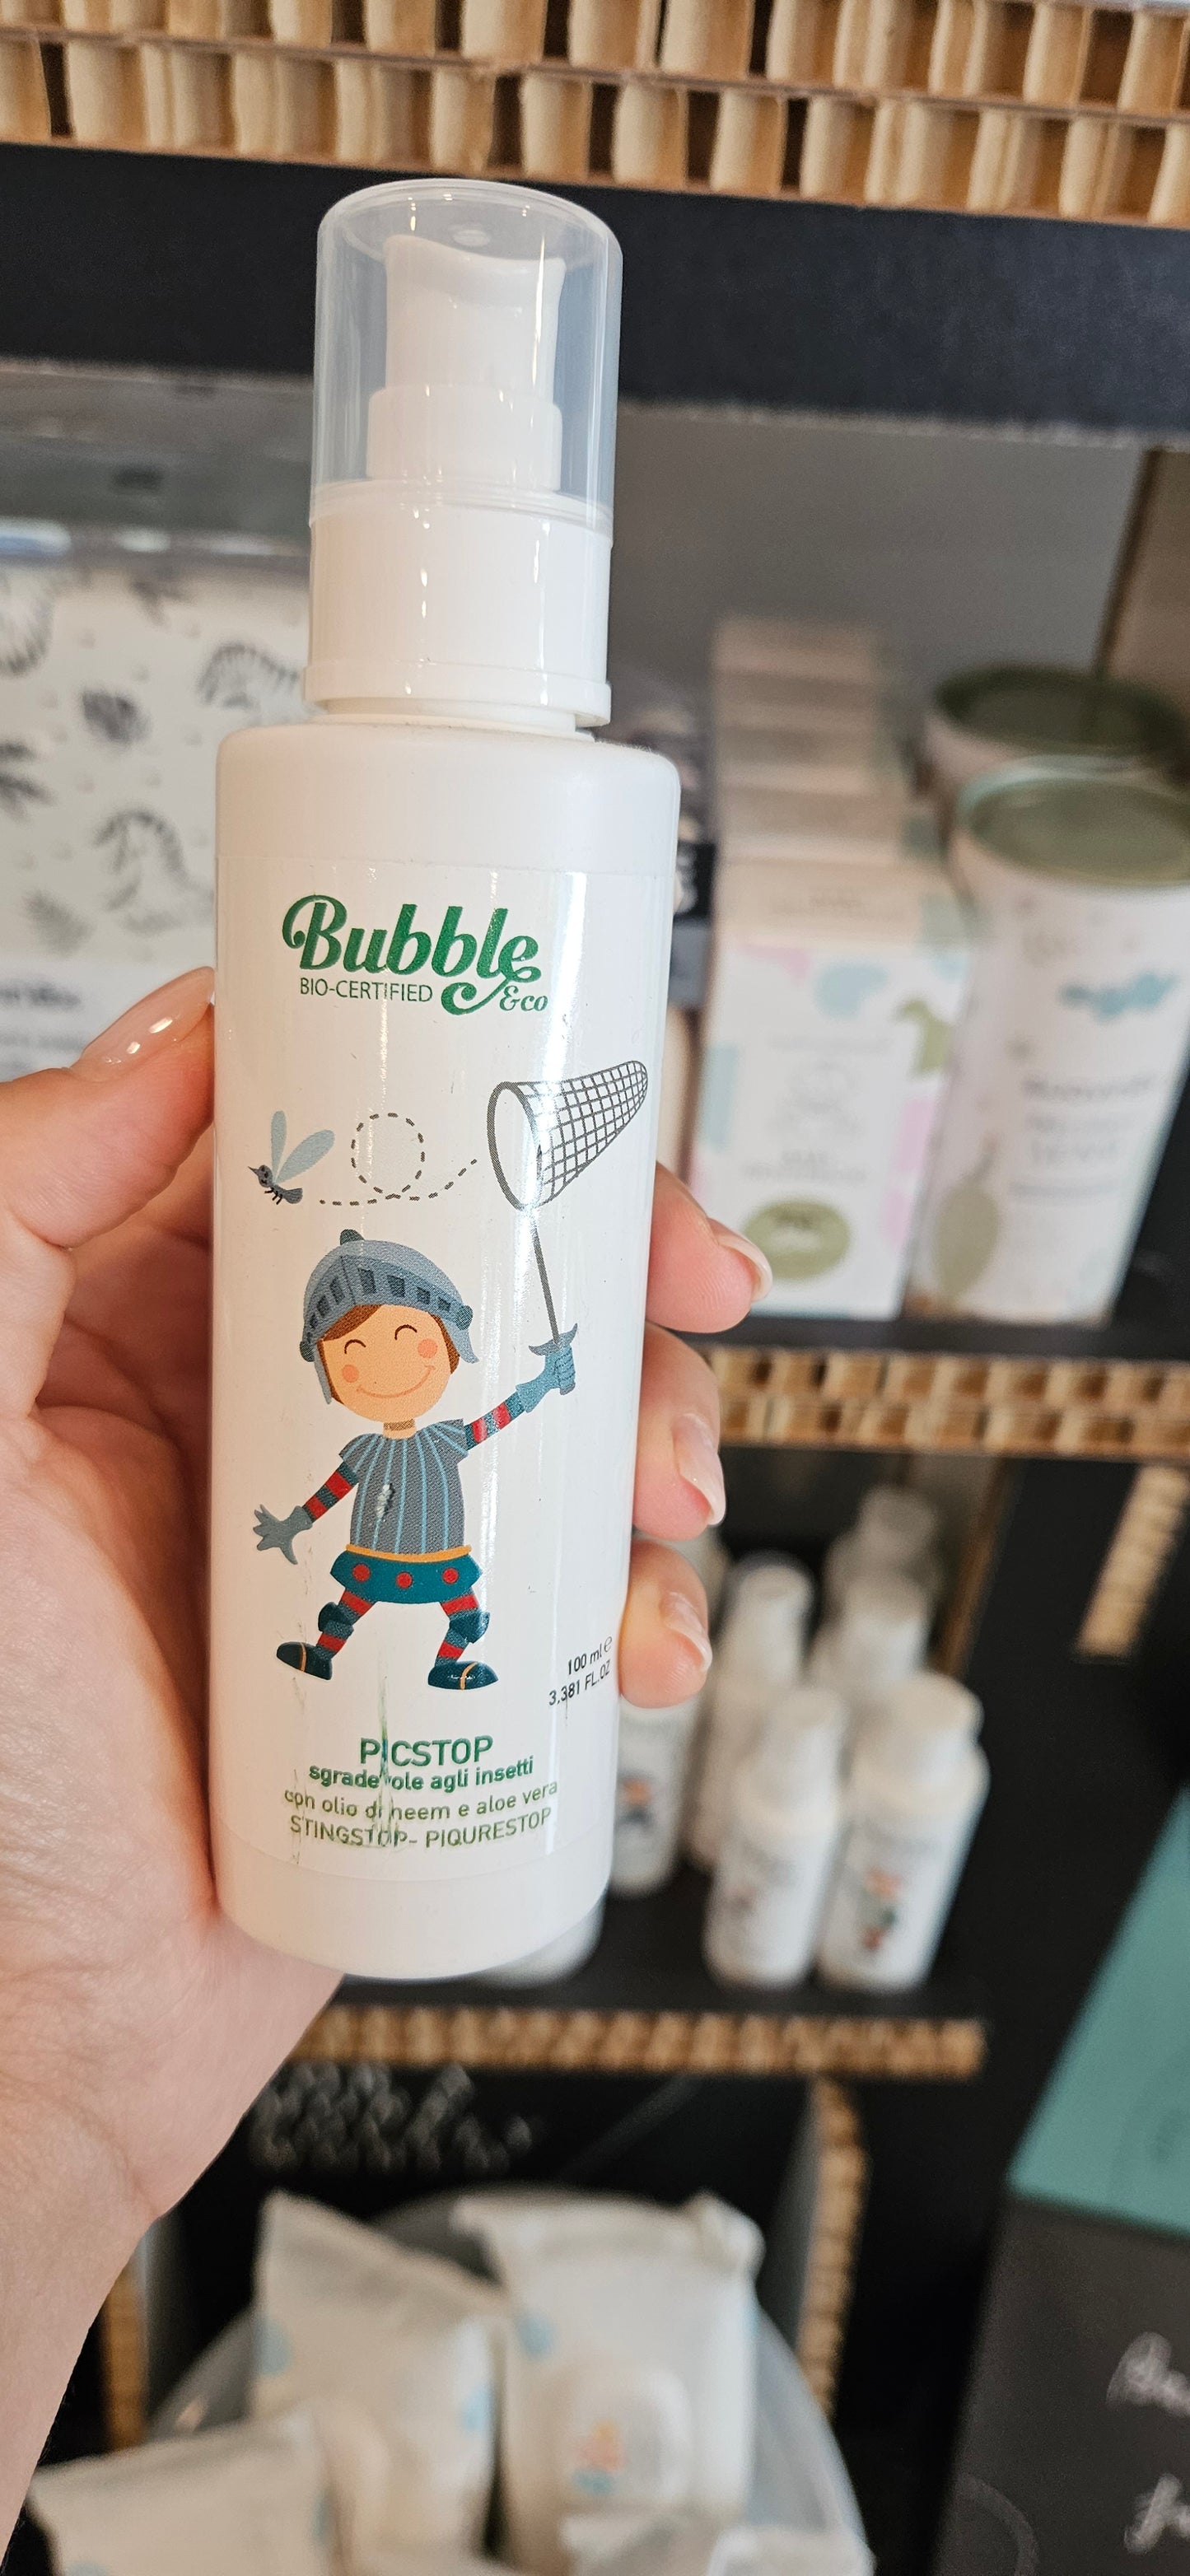 Bubble
BIO-CERTIFIED &co
100 ml ℮
3.381 FL.OZ
PICSTOP
sgradevole agli insetti
con olio di neem e aloe vera
STINGSTOP- PIQURESTOP